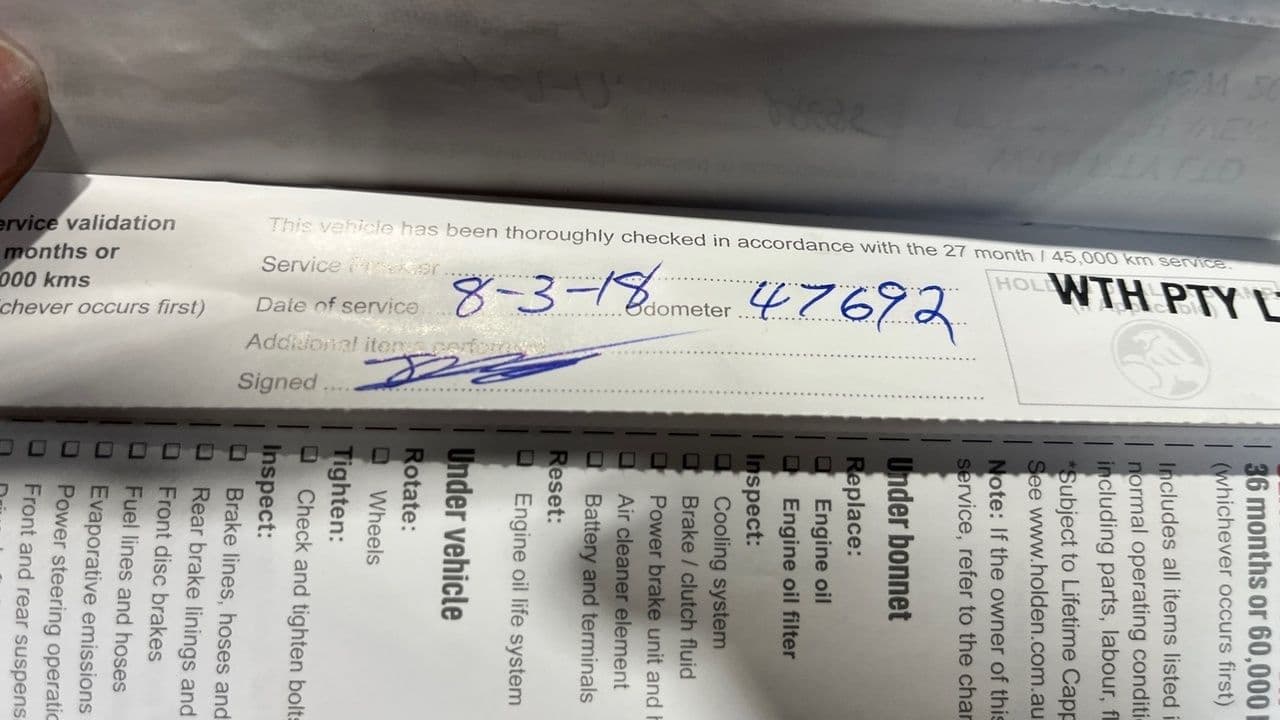 ervice validation
months or
000 kms
chever occurs first)
This vehicle has been thoroughly checked in accordance with the 27 month / 45,000 km service.
Service
Date of service 8-3-18 Odometer 47692
Additional items performed
Signed
HOL
WTH PTY L
36 months or 60,000
(whichever occurs first)
Includes all items listed i
normal operating conditi
including parts, labour, fl
*Subject to Lifetime Capp
See www.holden.com.au
Note: If the owner of this
service, refer to the char
Under bonnet
Replace:
Engine oil
Engine oil filter
Inspect:
Cooling system
Brake / clutch fluid
Power brake unit and h
Air cleaner element
Battery and terminals
Reset:
Engine oil life system
Under vehicle
Rotate:
Wheels
Tighten:
Check and tighten bolts
Inspect:
Brake lines, hoses and
Rear brake linings and
Front disc brakes
Fuel lines and hoses
Evaporative emissions
Power steering operatio
Front and rear suspens